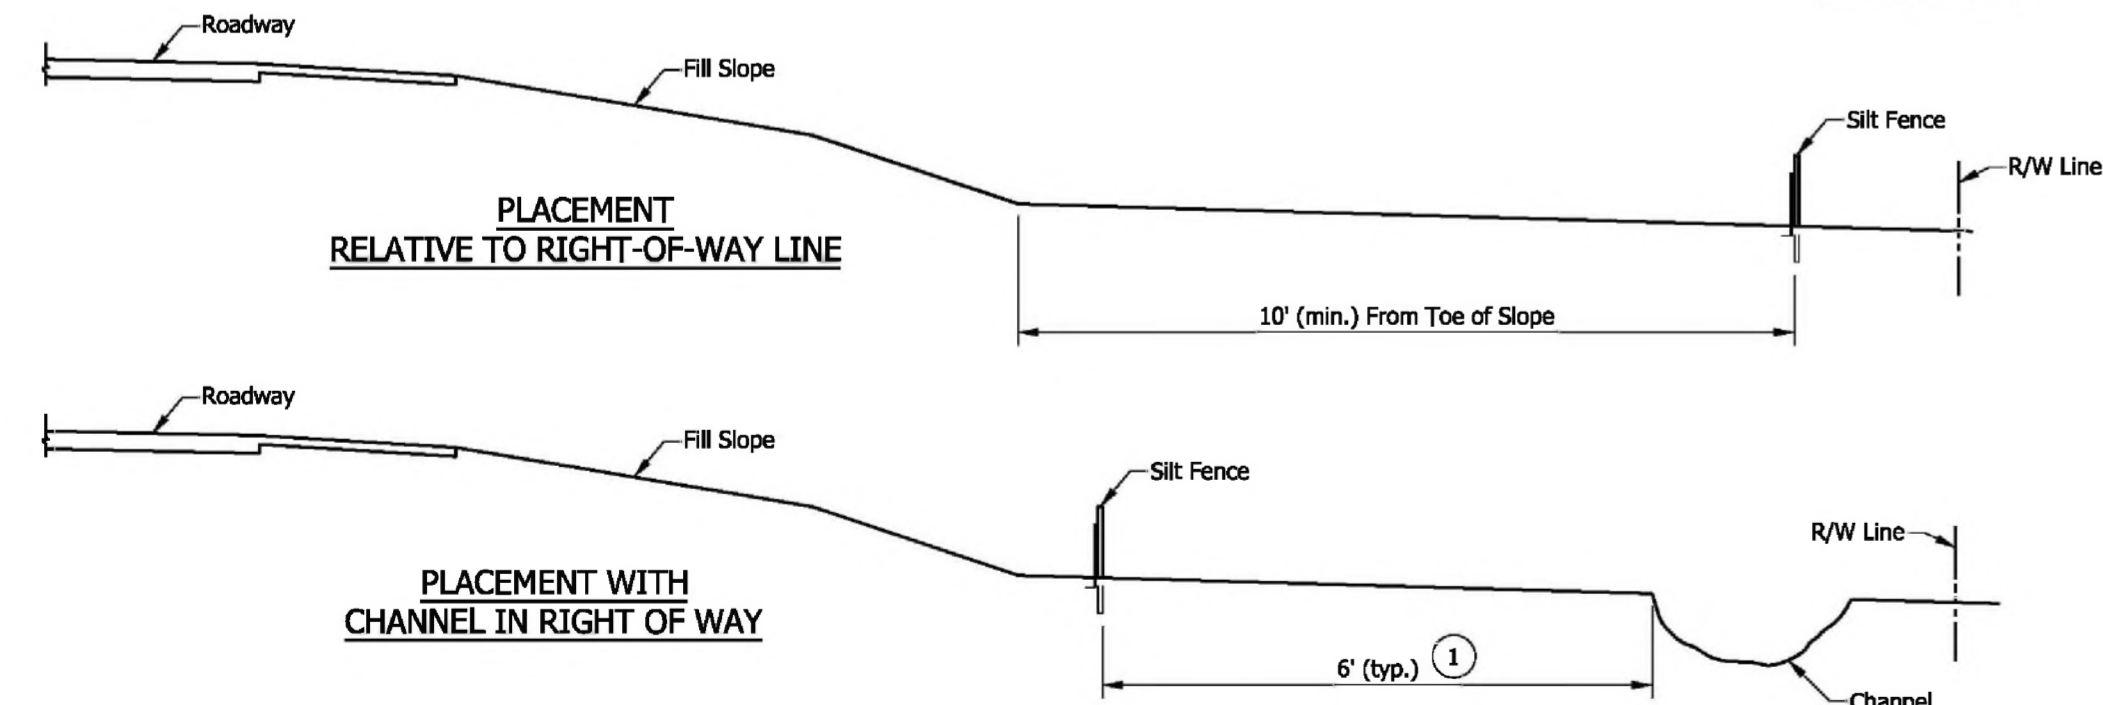 Roadway
Fill Slope
Silt Fence
R/W Line
PLACEMENT
RELATIVE TO RIGHT-OF-WAY LINE
10' (min.) From Toe of Slope
Roadway
Fill Slope
Silt Fence
R/W Line
PLACEMENT WITH
CHANNEL IN RIGHT OF WAY
6' (typ.) 1
Channel